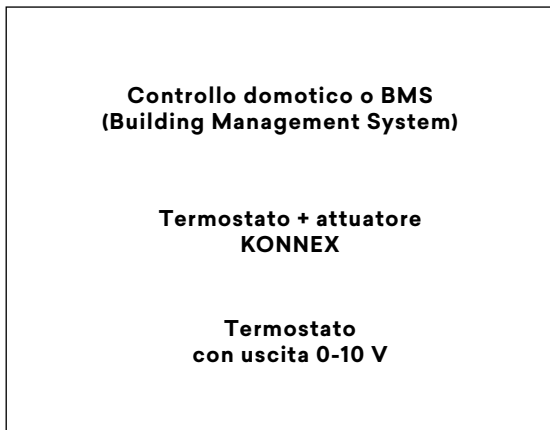 Controllo domotico o BMS
(Building Management System)
Termostato + attuatore
KONNEX
Termostato
con uscita 0-10 V